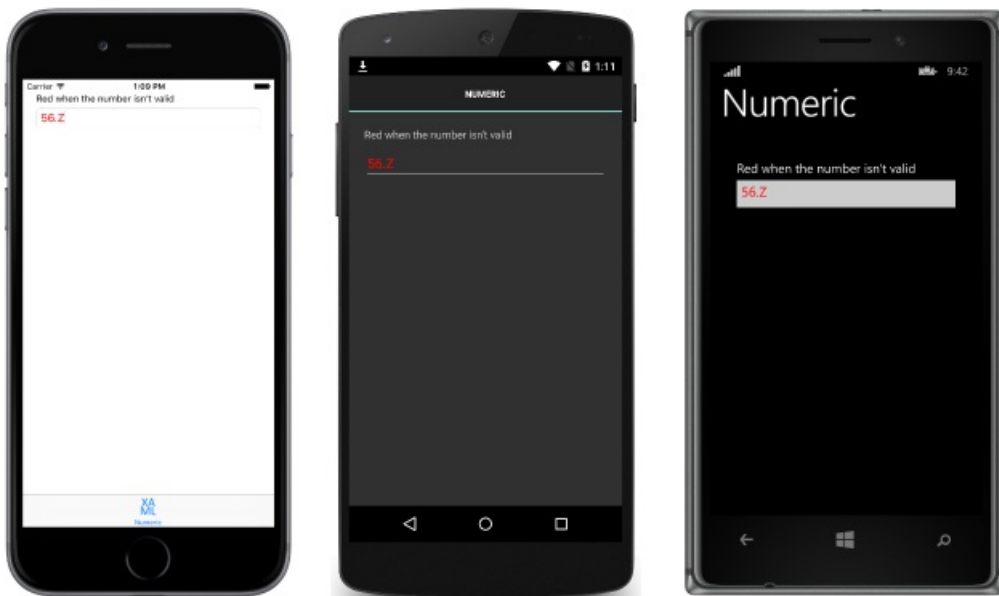 Carrier 1:09 PM
Red when the number isn't valid
56.Z
XA
ML
Numeric
1:11
NUMERIC
Red when the number isn't valid
56.Z
9:42
Numeric
Red when the number isn't valid
56.Z